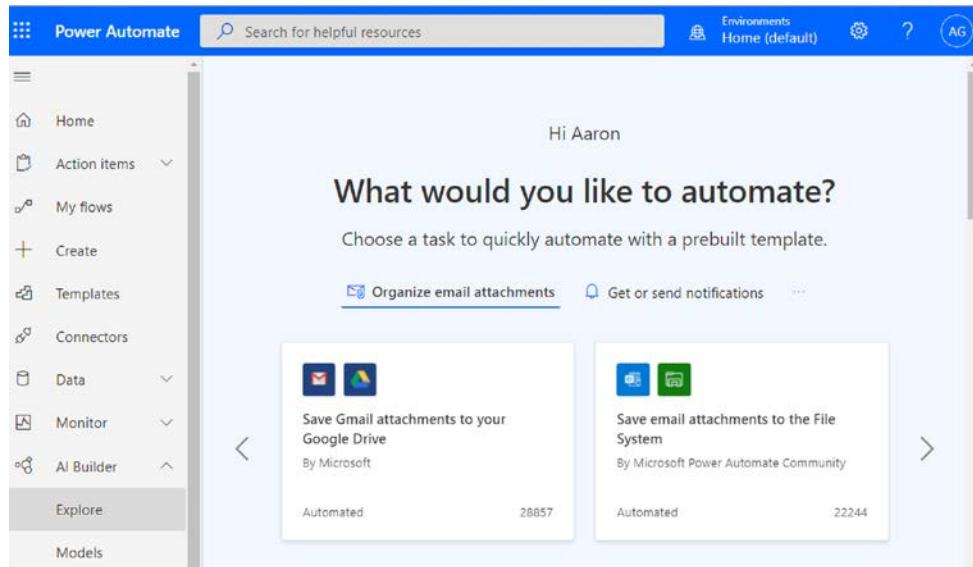 Power Automate
Search for helpful resources
Environments
Home (default)
?
AG
Home
Action items
My flows
Create
Templates
Connectors
Data
Monitor
AI Builder
Explore
Models
Hi Aaron
What would you like to automate?
Choose a task to quickly automate with a prebuilt template.
Organize email attachments
Get or send notifications
...
Save Gmail attachments to your
Google Drive
By Microsoft
Automated 28857
Save email attachments to the File
System
By Microsoft Power Automate Community
Automated 22244